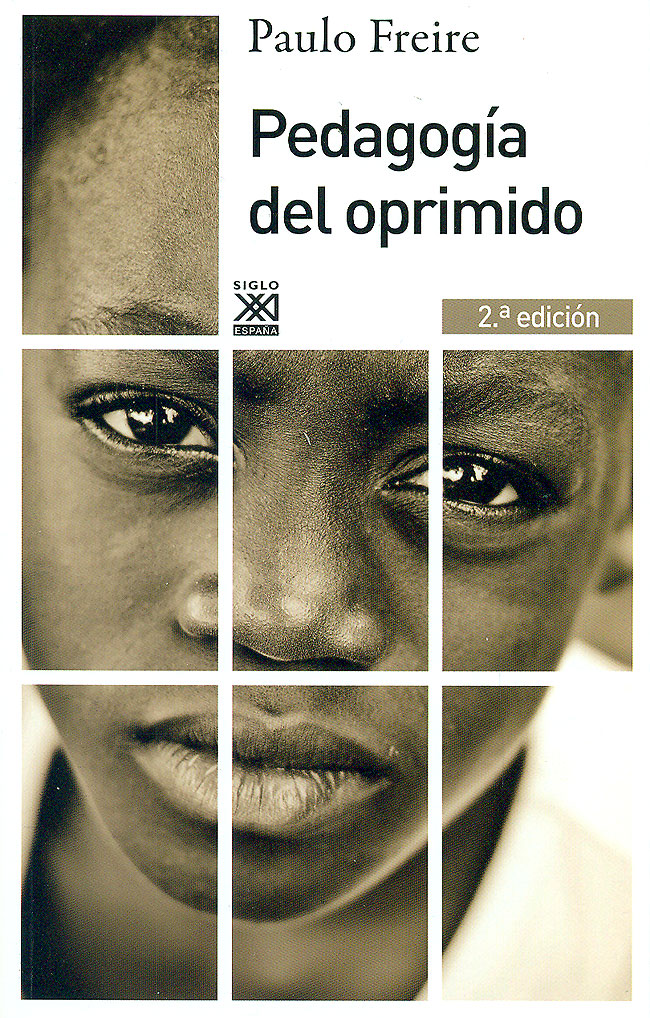 Paulo Freire
Pedagogía
del oprimido
SIGLO
XXI
ESPAÑA
2.ª edición